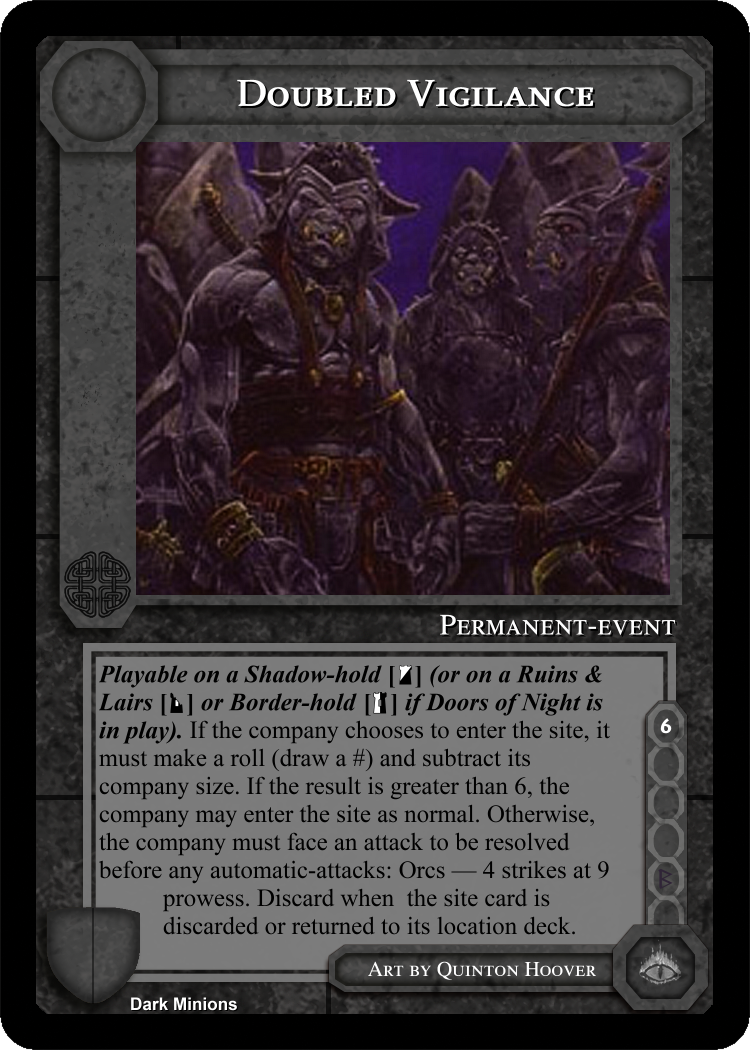 Doubled Vigilance
Permanent-event
Playable on a Shadow-hold [] (or on a Ruins &
Lairs [] or Border-hold [] if Doors of Night is
in play). If the company chooses to enter the site, it
must make a roll (draw a #) and subtract its
company size. If the result is greater than 6, the
company may enter the site as normal. Otherwise,
the company must face an attack to be resolved
before any automatic-attacks: Orcs — 4 strikes at 9
prowess. Discard when the site card is
discarded or returned to its location deck.
6
Art by Quinton Hoover
Dark Minions